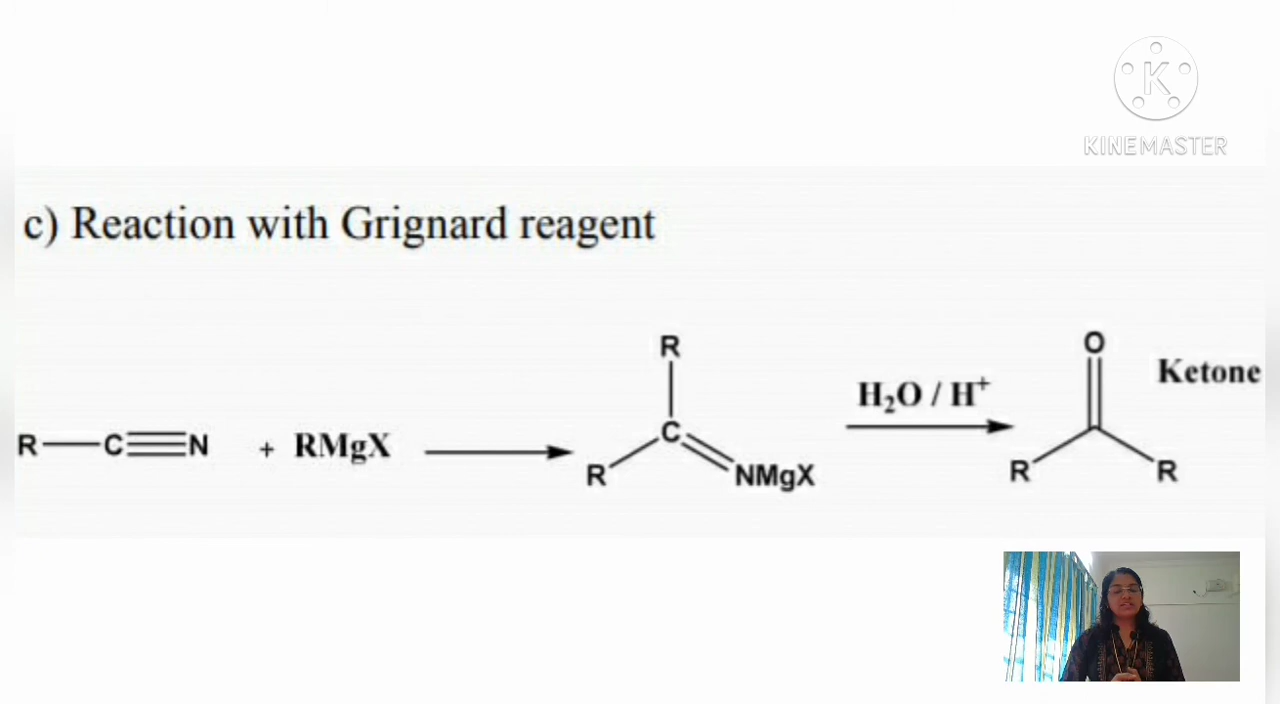 K
KINEMASTER
c) Reaction with Grignard reagent
R—C≡N + RMgX
R
C
R
NMgX
H₂O / H⁺
O
R
R
Ketone